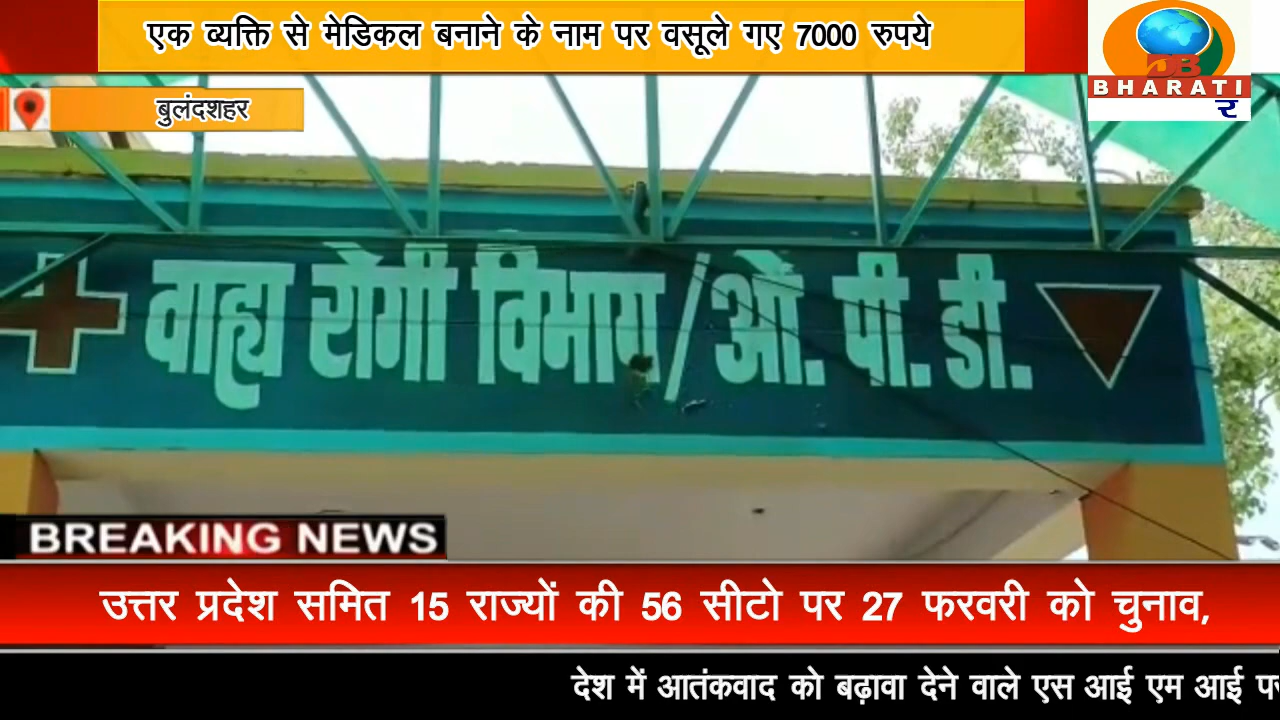 एक व्यक्ति से मेडिकल बनाने के नाम पर वसूले गए 7000 रुपये
BHARATI
र
बुलंदशहर
वाह्य रोगी विभाग/ओ. पी. डी.
BREAKING NEWS
उत्तर प्रदेश समित 15 राज्यों की 56 सीटो पर 27 फरवरी को चुनाव,
देश में आतंकवाद को बढ़ावा देने वाले एस आई एम आई